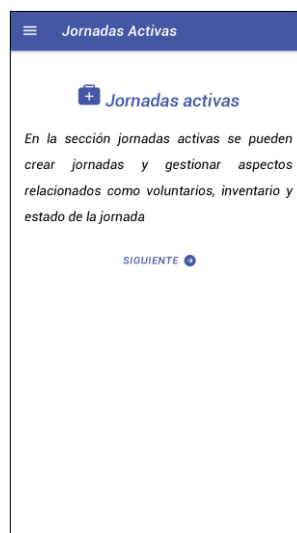 Jornadas Activas
Jornadas activas
En la sección jornadas activas se pueden
crear jornadas y gestionar aspectos
relacionados como voluntarios, inventario y
estado de la jornada
SIGUIENTE